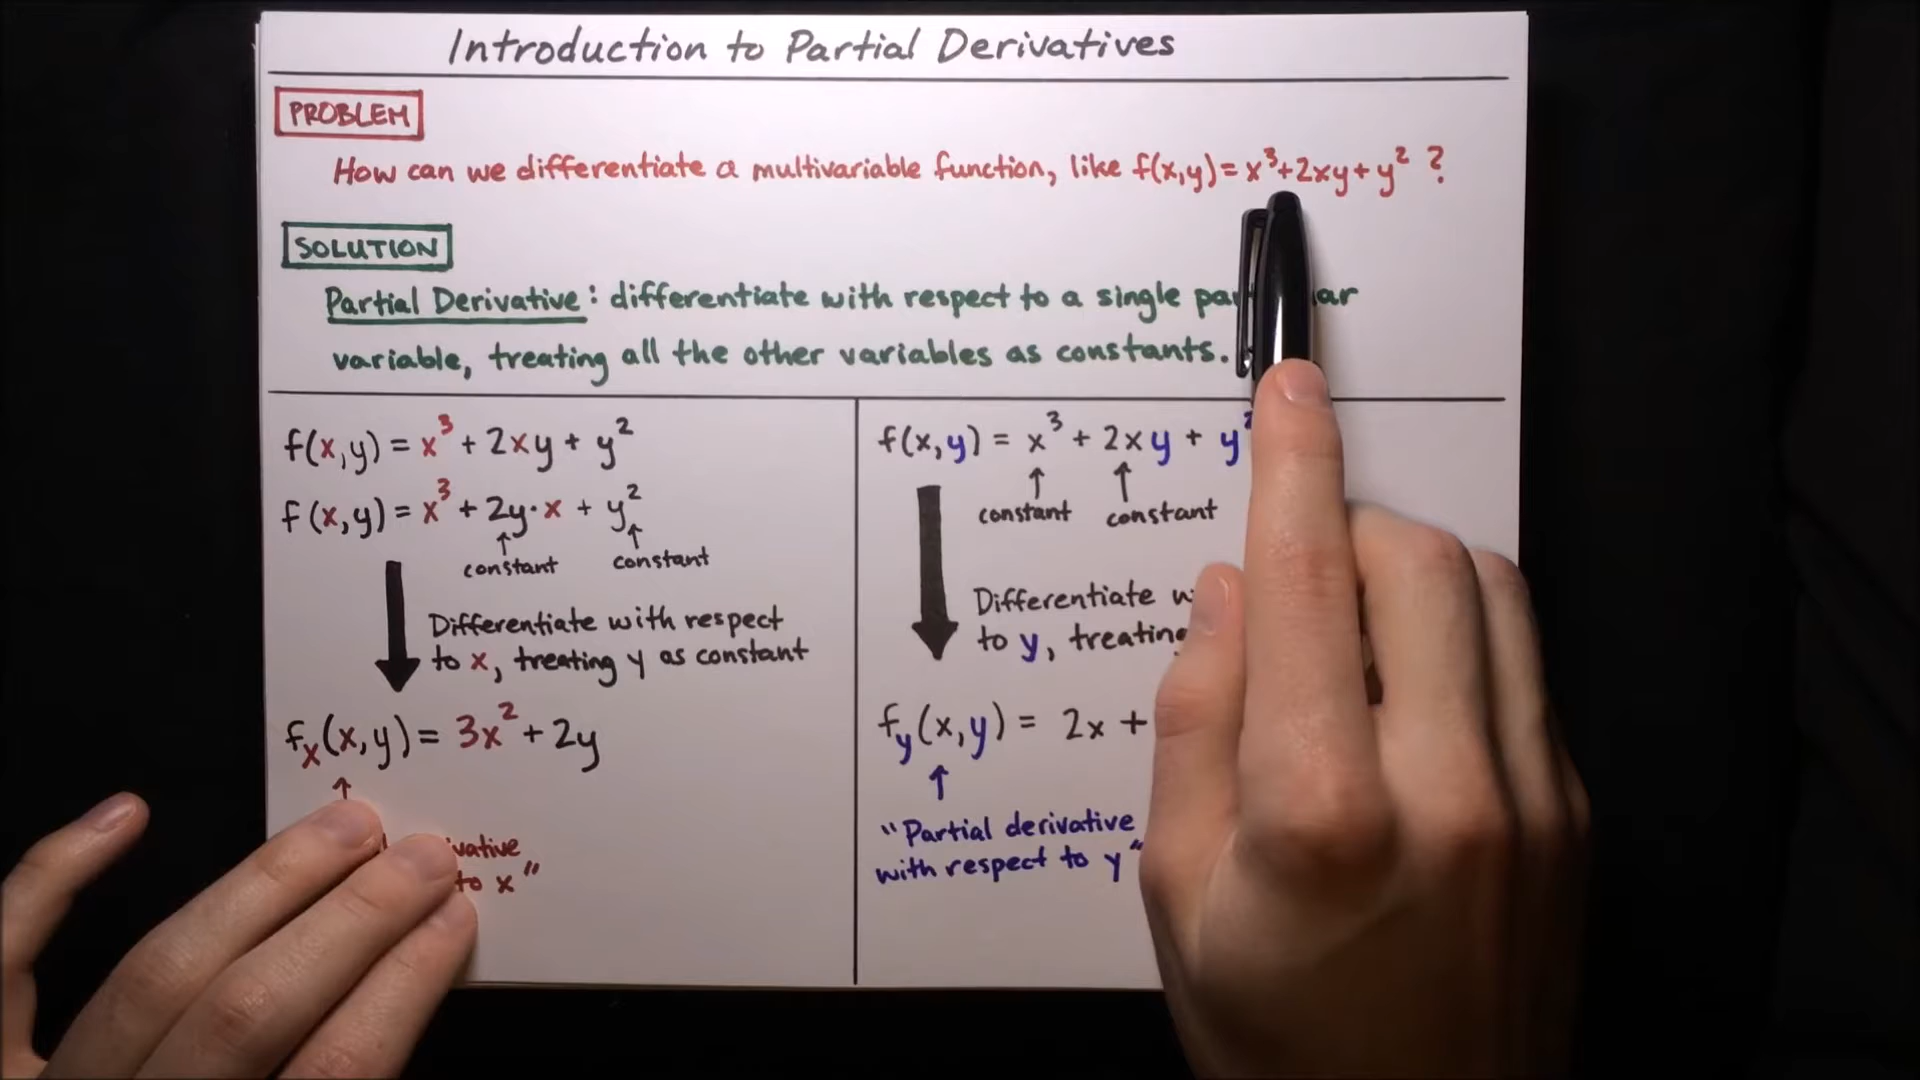 Introduction to Partial Derivatives
PROBLEM
How can we differentiate a multivariable function, like f(x,y) = x³+2xy+y² ?
SOLUTION
Partial Derivative: differentiate with respect to a single
variable, treating all the other variables as constants.
f(x,y) = x³ + 2xy + y²
f(x,y) = x³ + 2y·x + y²
↑ ↑
constant constant
Differentiate with respect
to x, treating y as constant
fₓ(x,y) = 3x² + 2y
↑
to x"
f(x,y) = x³ + 2xy + y²
↑ ↑
constant constant
Differentiate
to y, treating
f_y(x,y) = 2x +
↑
"Partial derivative
with respect to y"